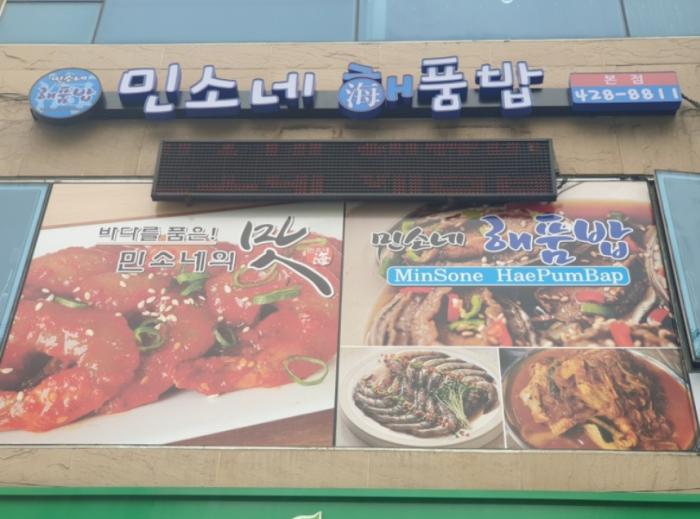 민소네의
해품밥
민소네 해품밥
海
본점
428-8811
바다를 품은!
민소네의 맛
민소네 해품밥
MinSone HaePumBap